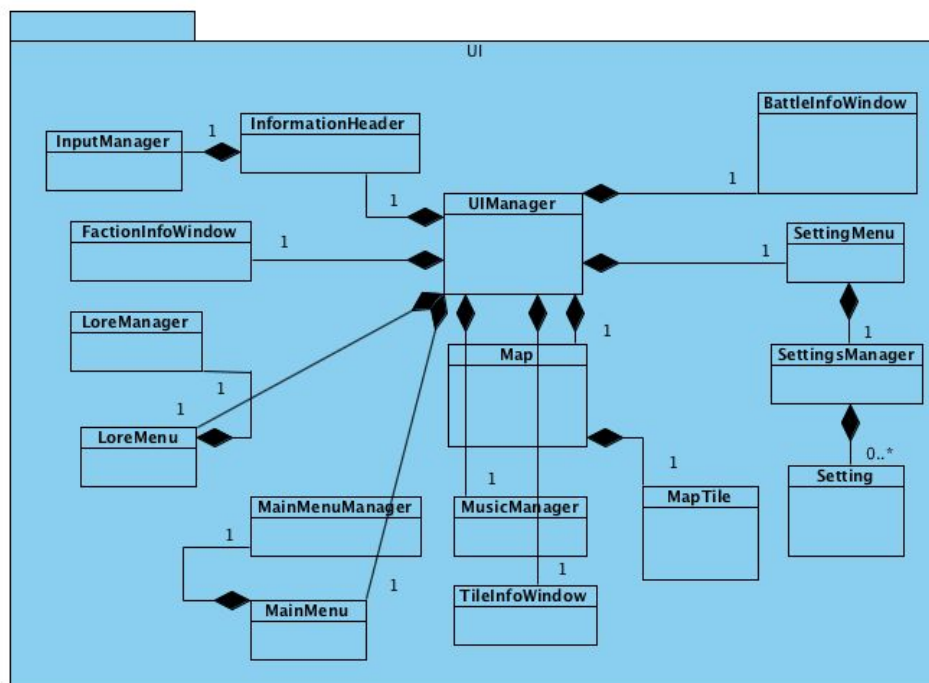 UI
BattleInfoWindow
InformationHeader
1
InputManager
1
1
UIManager
FactionInfoWindow
1
SettingMenu
1
LoreManager
1
Map
1
SettingsManager
1
1
LoreMenu
0..*
1
Setting
1
MapTile
MainMenuManager
MusicManager
1
1
1
TileInfoWindow
MainMenu